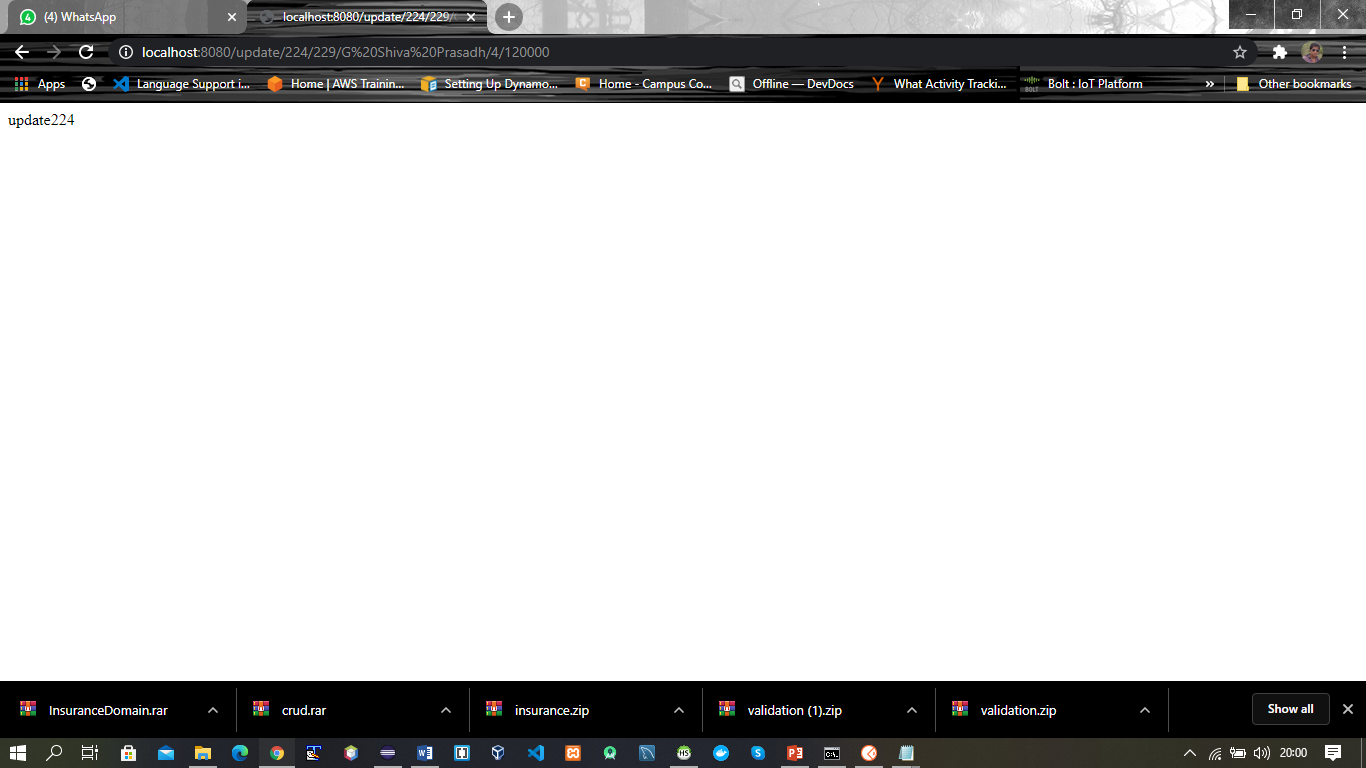 (4) WhatsApp
localhost:8080/update/224/229/
localhost:8080/update/224/229/G%20Shiva%20Prasadh/4/120000
Apps
Language Support i...
Home | AWS Trainin...
Setting Up Dynamo...
Home - Campus Co...
Offline — DevDocs
What Activity Tracki...
BOLT
Bolt : IoT Platform
»
Other bookmarks
update224
InsuranceDomain.rar
crud.rar
insurance.zip
validation (1).zip
validation.zip
Show all
20:00